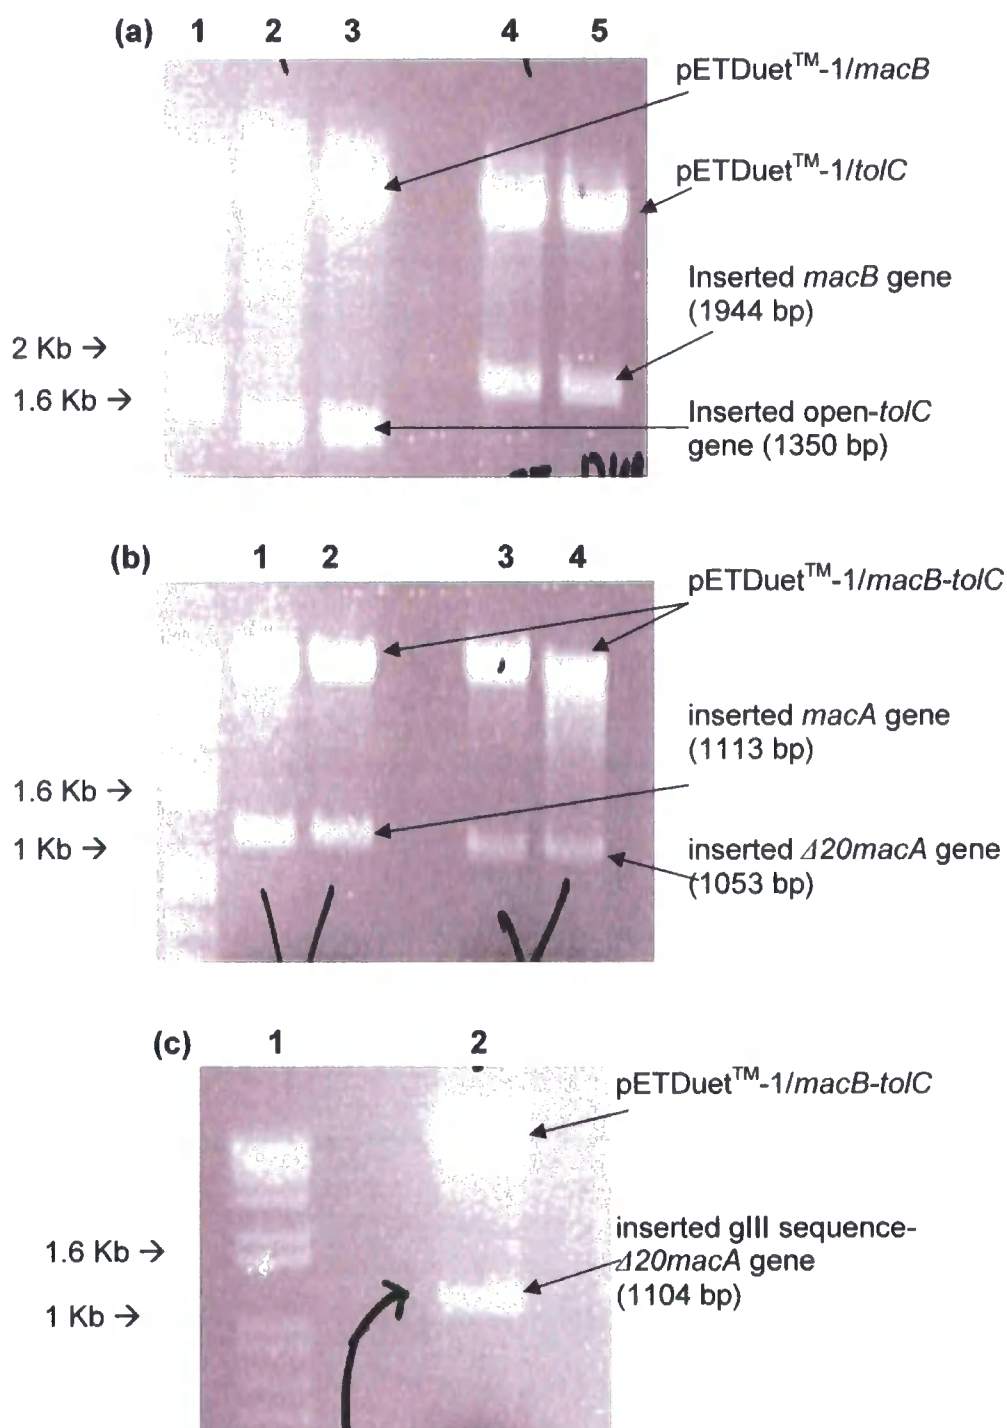 (a) 1 2 3 4 5
pETDuet™-1/macB
pETDuet™-1/tolC
Inserted macB gene
(1944 bp)
2 Kb →
1.6 Kb →
Inserted open-tolC
gene (1350 bp)
(b) 1 2 3 4
pETDuet™-1/macB-tolC
inserted macA gene
(1113 bp)
1.6 Kb →
1 Kb →
inserted Δ20macA gene
(1053 bp)
(c) 1 2
pETDuet™-1/macB-tolC
inserted gIII sequence-
Δ20macA gene
(1104 bp)
1.6 Kb →
1 Kb →